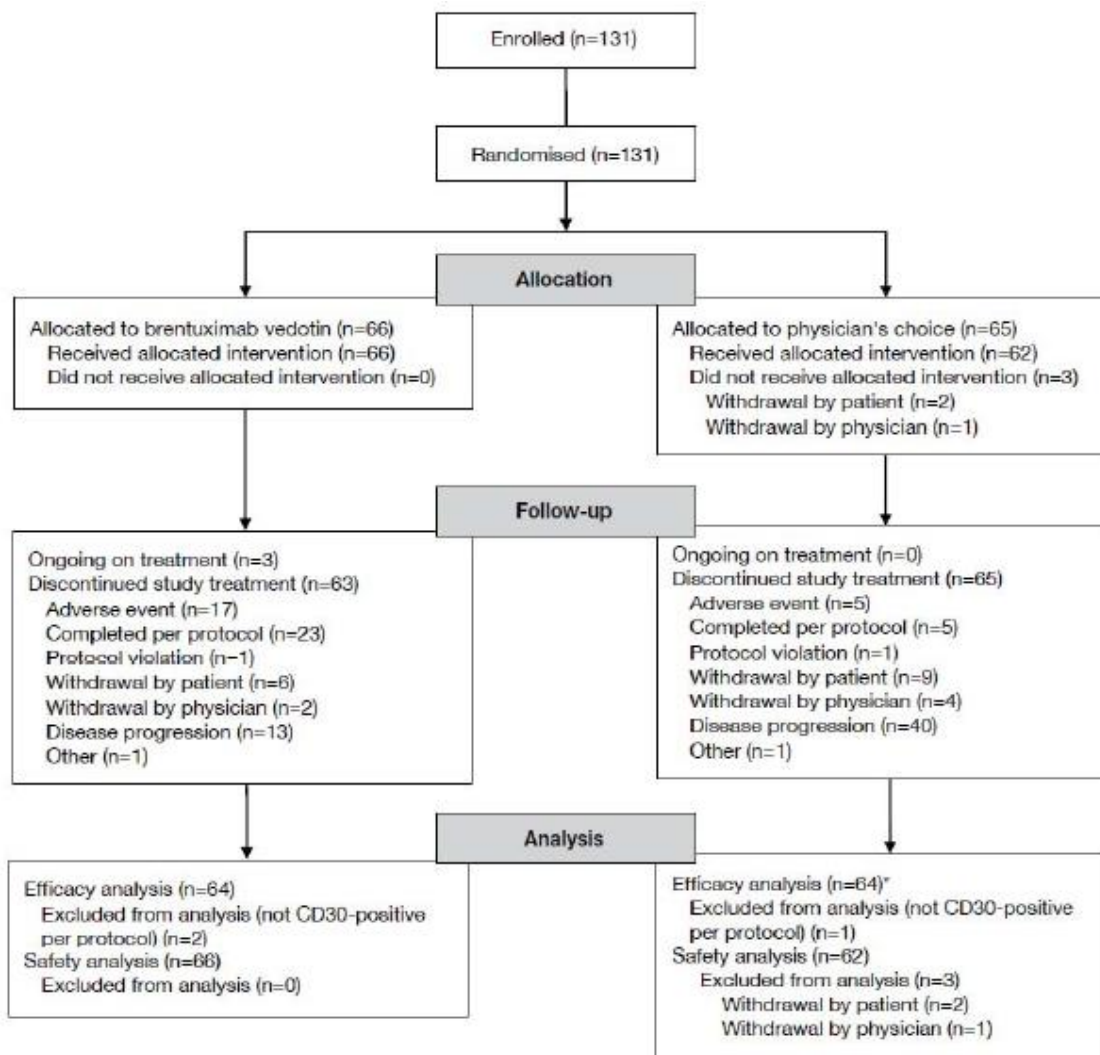 Enrolled (n=131)
Randomised (n=131)
Allocation
Allocated to brentuximab vedotin (n=66)
Received allocated intervention (n=66)
Did not receive allocated intervention (n=0)
Allocated to physician's choice (n=65)
Received allocated intervention (n=62)
Did not receive allocated intervention (n=3)
Withdrawal by patient (n=2)
Withdrawal by physician (n=1)
Follow-up
Ongoing on treatment (n=3)
Discontinued study treatment (n=63)
Adverse event (n=17)
Completed per protocol (n=23)
Protocol violation (n−1)
Withdrawal by patient (n=6)
Withdrawal by physician (n=2)
Disease progression (n=13)
Other (n=1)
Ongoing on treatment (n=0)
Discontinued study treatment (n=65)
Adverse event (n=5)
Completed per protocol (n=5)
Protocol violation (n=1)
Withdrawal by patient (n=9)
Withdrawal by physician (n=4)
Disease progression (n=40)
Other (n=1)
Analysis
Efficacy analysis (n=64)
Excluded from analysis (not CD30-positive
per protocol) (n=2)
Safety analysis (n=66)
Excluded from analysis (n=0)
Efficacy analysis (n=64)*
Excluded from analysis (not CD30-positive
per protocol) (n=1)
Safety analysis (n=62)
Excluded from analysis (n=3)
Withdrawal by patient (n=2)
Withdrawal by physician (n=1)